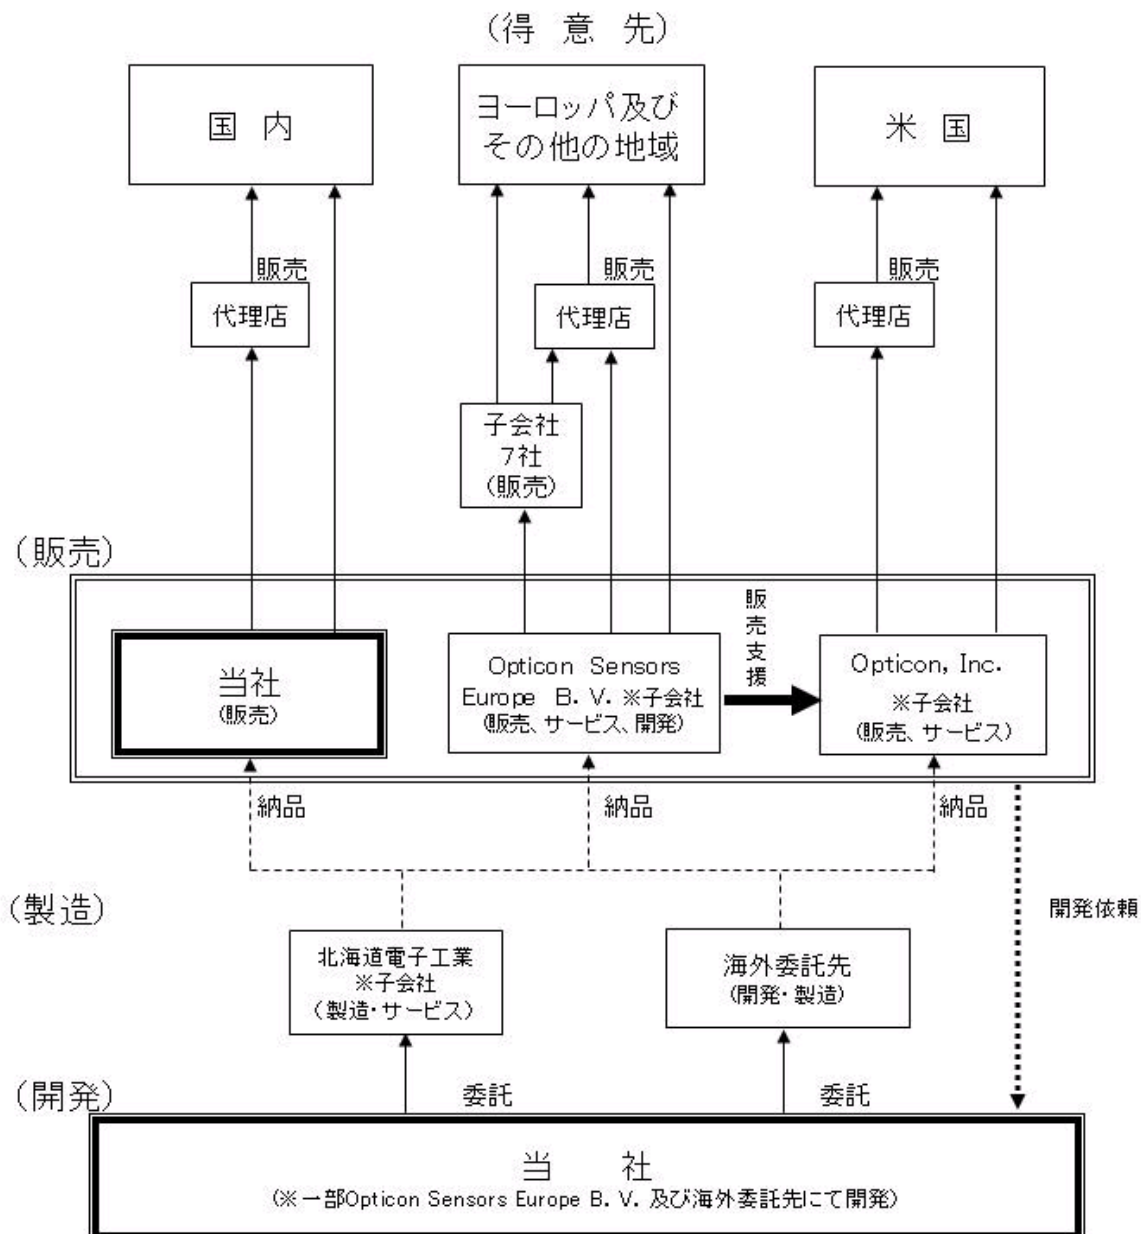 (得 意 先)
国 内
ヨーロッパ及び
その他の地域
米 国
販売
販売
販売
代理店
代理店
代理店
子会社
7社
(販売)
(販売)
当社
(販売)
Opticon Sensors
Europe B. V. ※子会社
(販売、サービス、開発)
販売支援
Opticon, Inc.
※子会社
(販売、サービス)
納品
納品
納品
(製造)
開発依頼
北海道電子工業
※子会社
(製造・サービス)
海外委託先
(開発・製造)
(開発)
委託
委託
当 社
(※一部Opticon Sensors Europe B. V. 及び海外委託先にて開発)